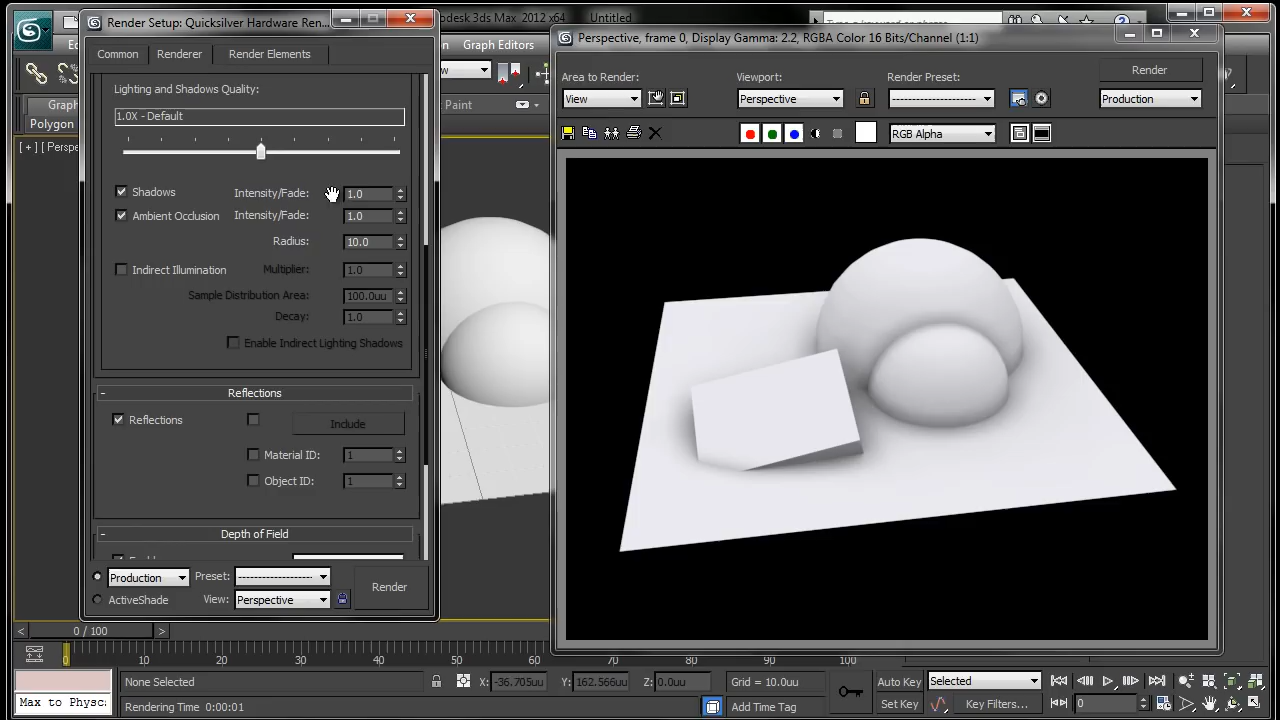 Render Setup: Quicksilver Hardware Ren...
odesk 3ds Max 2012 x64
Untitled
Graph Editors
Common
Renderer
Render Elements
Lighting and Shadows Quality:
1.0X - Default
Shadows
Intensity/Fade:
1.0
Ambient Occlusion
Intensity/Fade:
1.0
Radius:
10.0
Indirect Illumination
Multiplier:
1.0
Sample Distribution Area:
100.0uu
Decay:
1.0
Enable Indirect Lighting Shadows
- Reflections
Reflections
Include
Material ID:
1
Object ID:
1
- Depth of Field
Production
Preset:
--------------------
Render
ActiveShade
View:
Perspective
Perspective, frame 0, Display Gamma: 2.2, RGBA Color 16 Bits/Channel (1:1)
Area to Render:
Viewport:
Render Preset:
Render
View
Perspective
--------------------
Production
RGB Alpha
Grap
Paint
Polygon
[ + ] [ Perspe
< 0 / 100 >
0 10 20 30 40 50 60 70 80 90 100
None Selected
X: -36.705uu
Y: 162.566uu
Z: 0.0uu
Grid = 10.0uu
Auto Key
Selected
Max to Physcs
Rendering Time 0:00:01
Add Time Tag
Set Key
Key Filters...
0